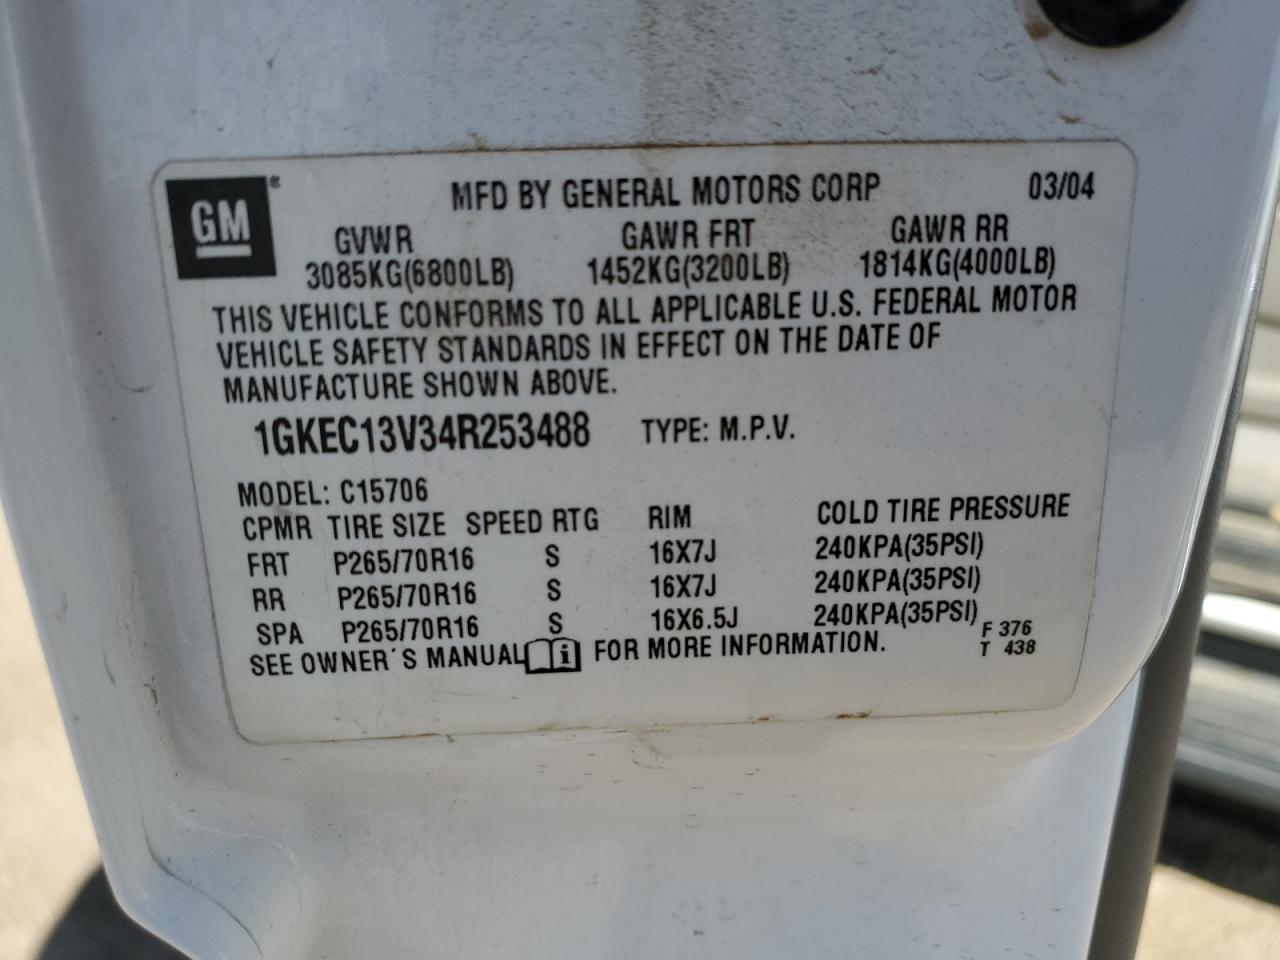 GM ®
MFD BY GENERAL MOTORS CORP 03/04
GVWR GAWR FRT GAWR RR
3085KG(6800LB) 1452KG(3200LB) 1814KG(4000LB)
THIS VEHICLE CONFORMS TO ALL APPLICABLE U.S. FEDERAL MOTOR
VEHICLE SAFETY STANDARDS IN EFFECT ON THE DATE OF
MANUFACTURE SHOWN ABOVE.
1GKEC13V34R253488 TYPE: M.P.V.
MODEL: C15706
CPMR TIRE SIZE SPEED RTG RIM COLD TIRE PRESSURE
FRT P265/70R16 S 16X7J 240KPA(35PSI)
RR P265/70R16 S 16X7J 240KPA(35PSI)
SPA P265/70R16 S 16X6.5J 240KPA(35PSI)
SEE OWNER'S MANUAL i FOR MORE INFORMATION.
F 376
T 438